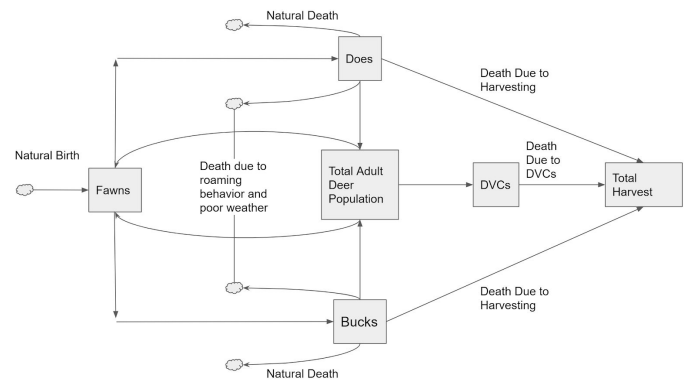 Natural Death
Does
Death Due to
Harvesting
Natural Birth
Fawns
Death due to
roaming
behavior and
poor weather
Total Adult
Deer
Population
DVCs
Death
Due to
DVCs
Total
Harvest
Bucks
Death Due to
Harvesting
Natural Death